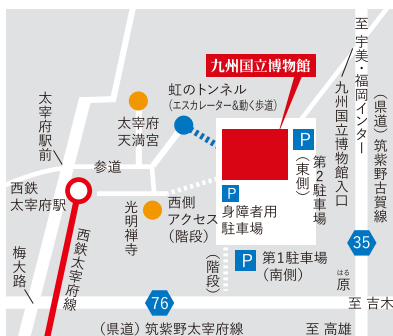 至 宇美・福岡インター
九州国立博物館
虹のトンネル
(エスカレーター&動く歩道)
太宰府駅前
太宰府
天満宮
九州国立博物館入口
(県道) 筑紫野古賀線
P
(東側)
第2駐車場
参道
西鉄
太宰府駅
光明禅寺
西側
アクセス
(階段)
P
身障者用
駐車場
35
西鉄太宰府線
梅大路
(階段)
P
第1駐車場
(南側)
はる
原
76
至 吉木
(県道) 筑紫野太宰府線
至 高雄